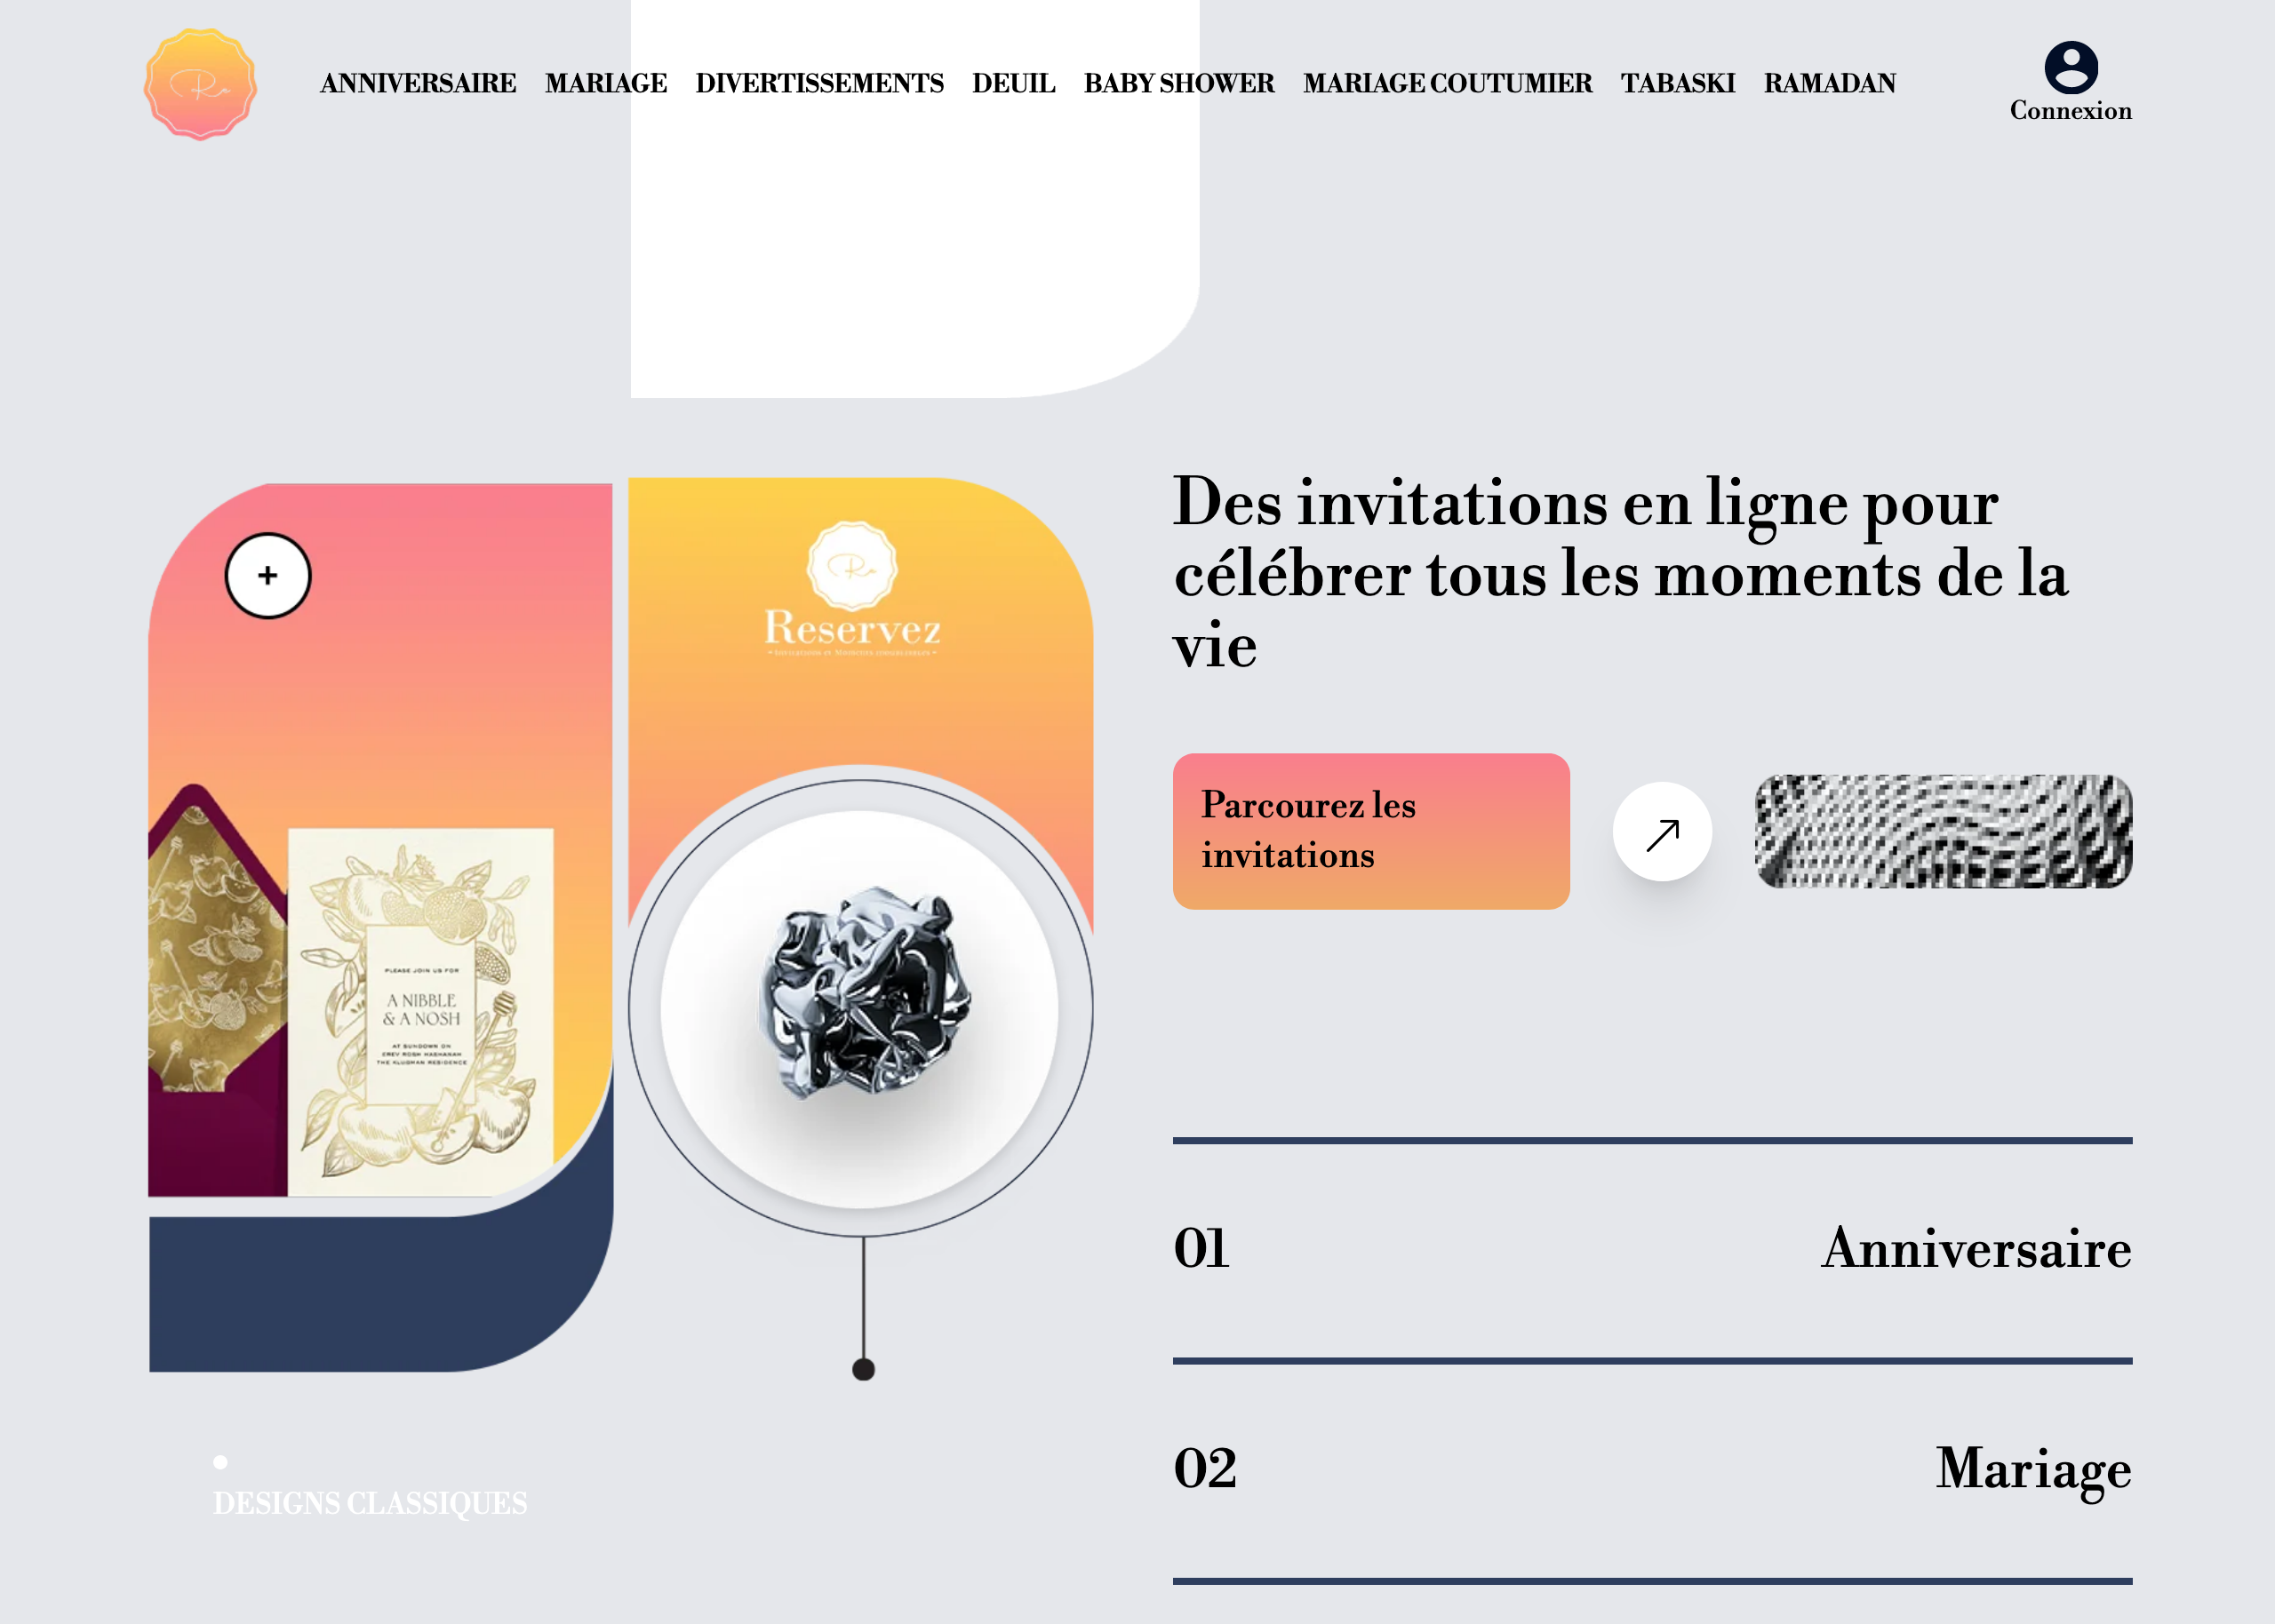 ANNIVERSAIRE MARIAGE DIVERTISSEMENTS DEUIL BABY SHOWER MARIAGE COUTUMIER TABASKI RAMADAN
Connexion
Re
Reservez
Des invitations en ligne pour
célébrer tous les moments de la
vie
Parcourez les
invitations
PLEASE JOIN US FOR
A NIBBLE
& A NOSH
AT SUNDOWN ON
EREV ROSH HASHANAH
THE KLUGMAN RESIDENCE
01 Anniversaire
02 Mariage
DESIGNS CLASSIQUES